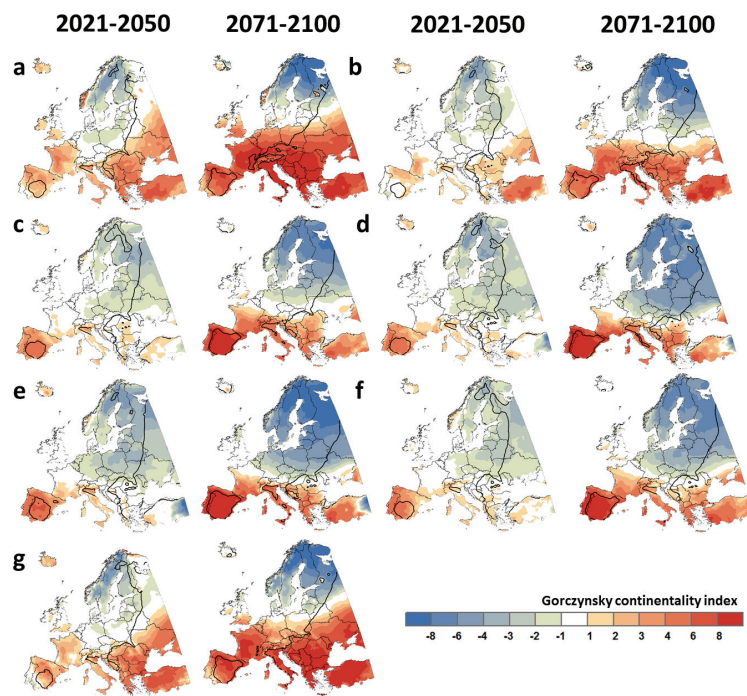 2021-2050 2071-2100 2021-2050 2071-2100
a b
c d
e f
g
Gorczynsky continentality index
-8 -6 -4 -3 -2 -1 1 2 3 4 6 8